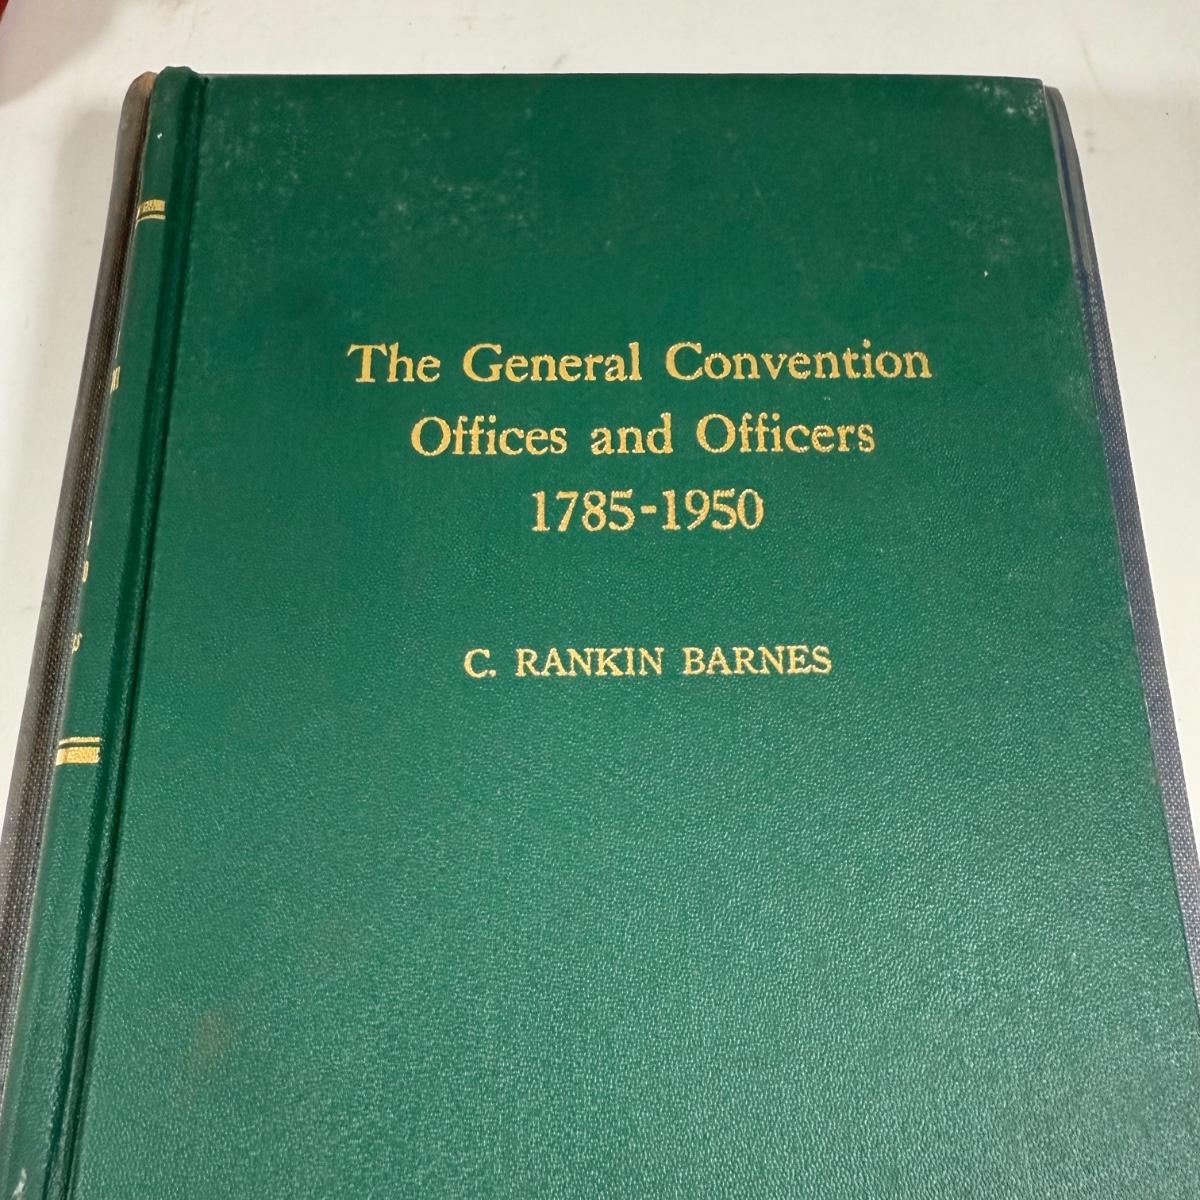 The General Convention
Offices and Officers
1785-1950
C. RANKIN BARNES